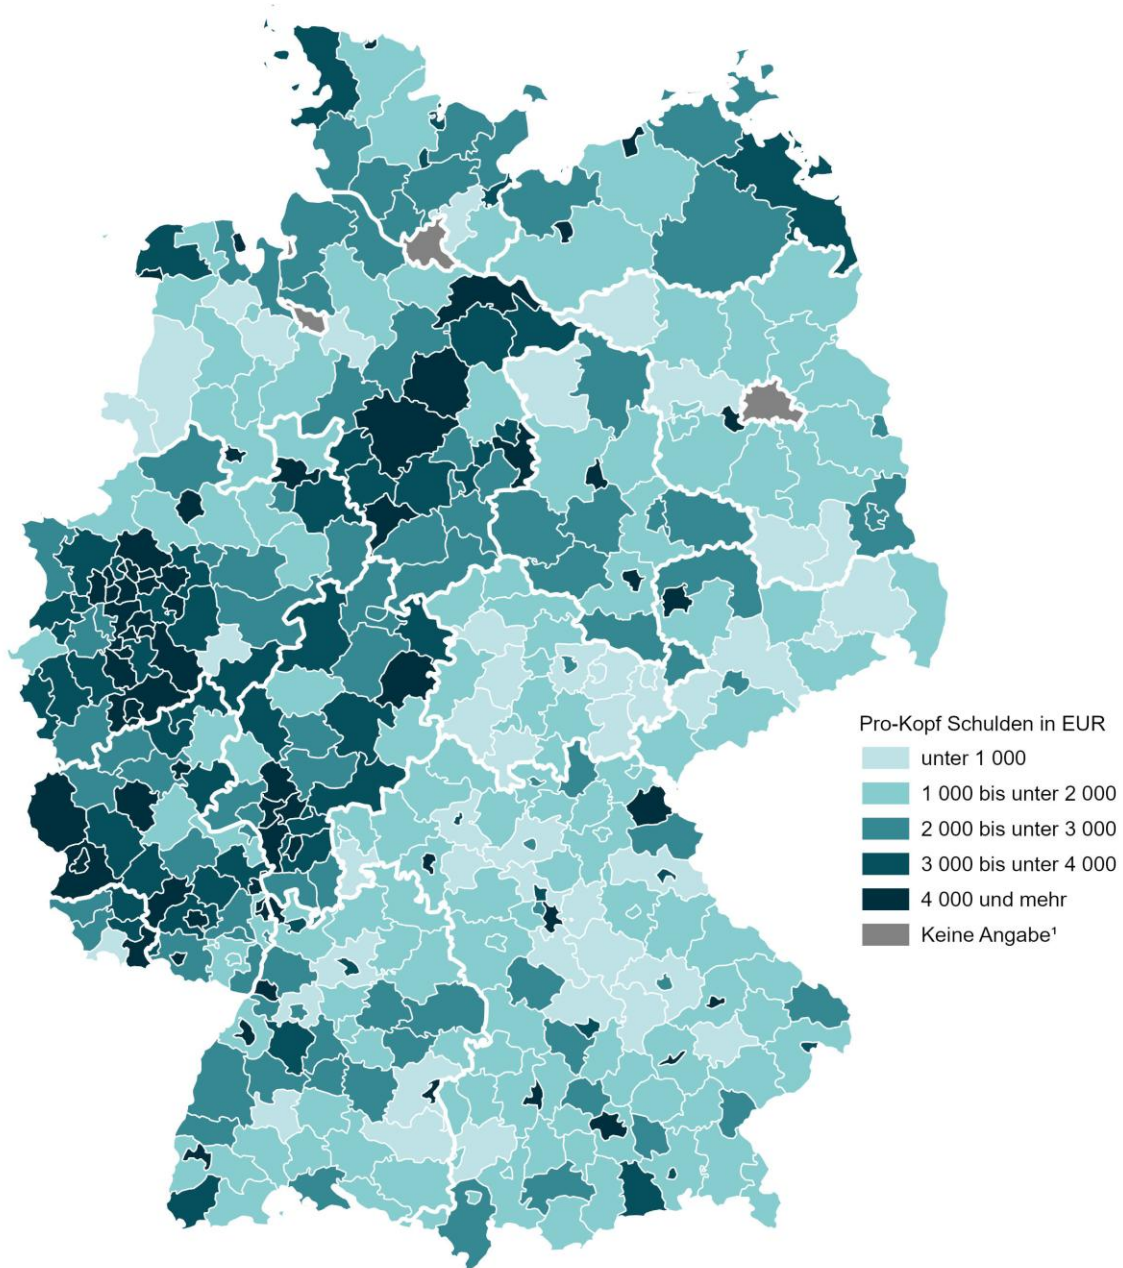 Pro-Kopf Schulden in EUR
unter 1 000
1 000 bis unter 2 000
2 000 bis unter 3 000
3 000 bis unter 4 000
4 000 und mehr
Keine Angabe¹